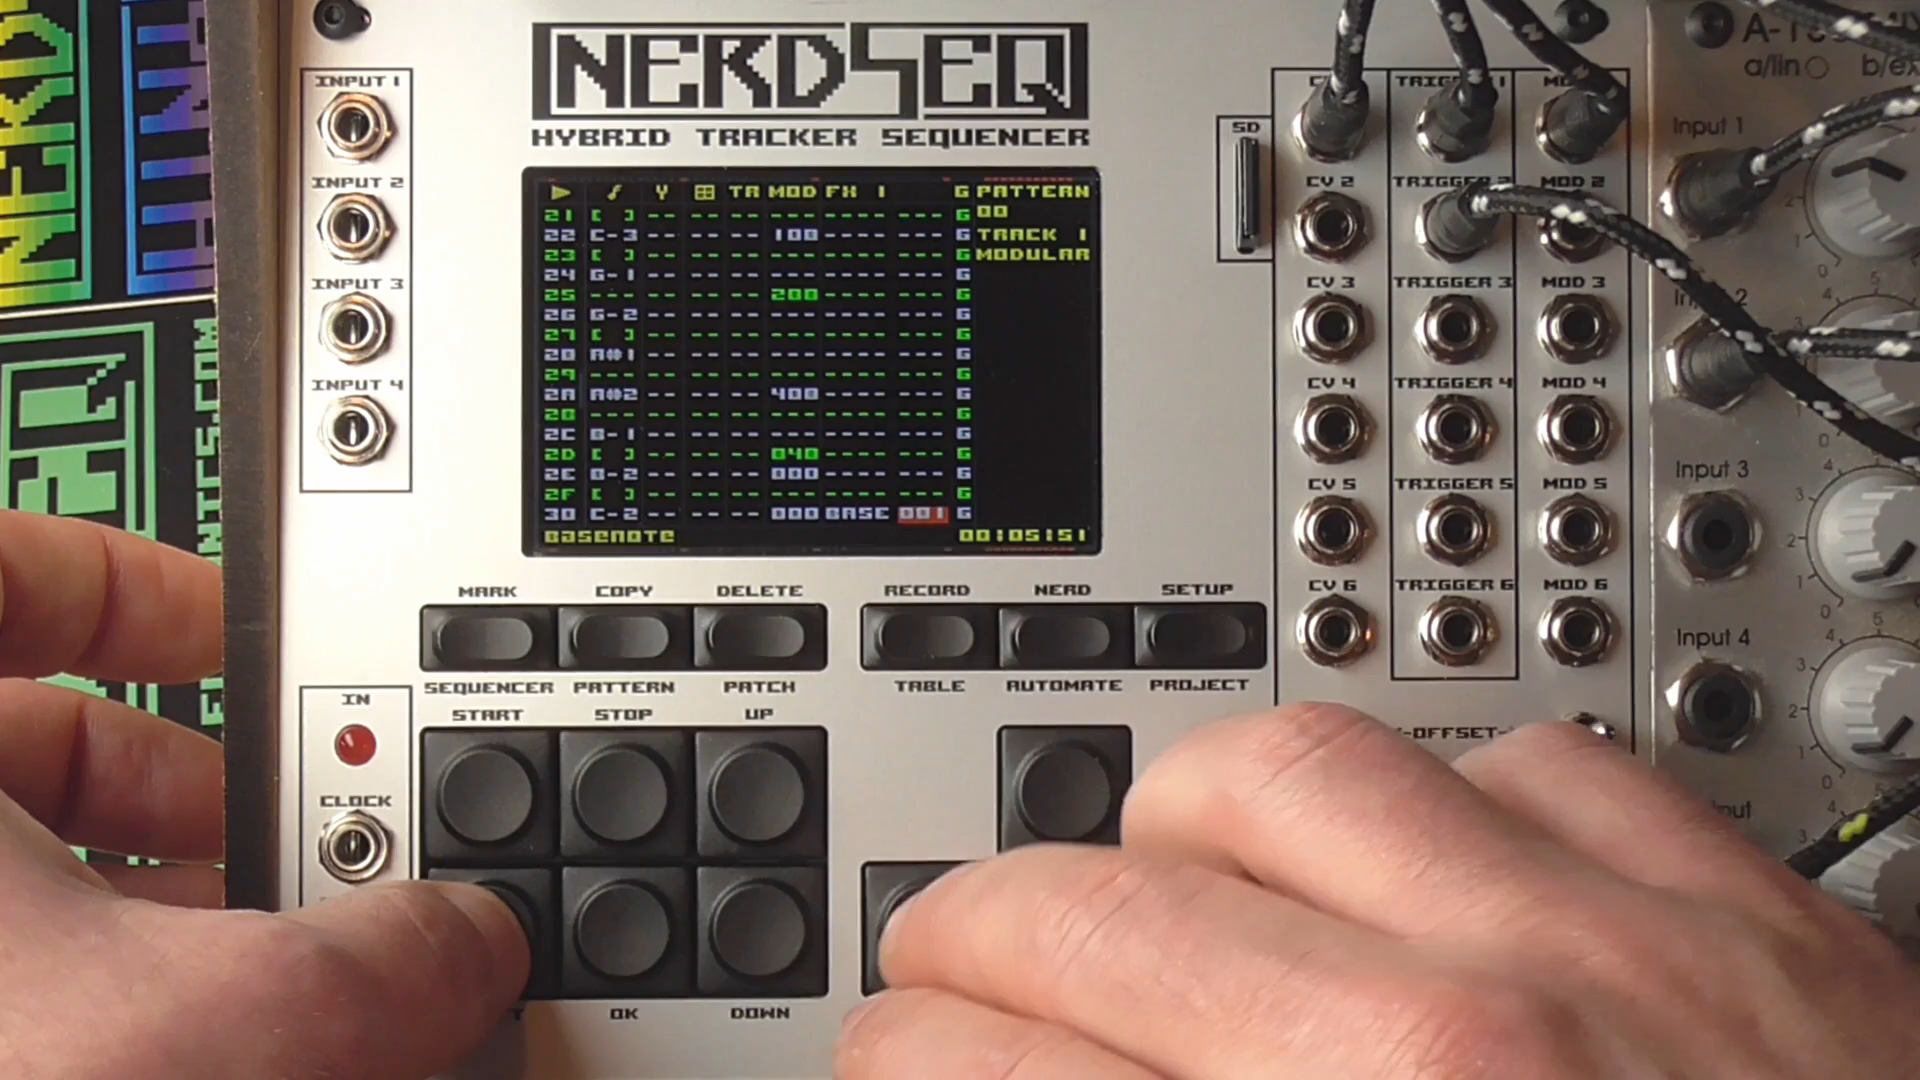 NERDSEQ
HYBRID TRACKER SEQUENCER
INPUT 1
INPUT 2
INPUT 3
INPUT 4
TR MOD FX 1 G PATTERN
21 [ ] -- -- -- --- ---- --- G 00
22 C-3 -- -- -- 100 ---- --- G TRACK 1
23 [ ] -- -- -- --- ---- --- G MODULAR
24 G-1 -- -- -- --- ---- --- G
25 --- -- -- -- 200 ---- --- G
26 G-2 -- -- -- --- ---- --- G
27 [ ] -- -- -- --- ---- --- G
28 A#1 -- -- -- --- ---- --- G
29 --- -- -- -- --- ---- --- G
2A A#2 -- -- -- 400 ---- --- G
2B --- -- -- -- --- ---- --- G
2C B-1 -- -- -- --- ---- --- G
2D [ ] -- -- -- 040 ---- --- G
2E B-2 -- -- -- 000 ---- --- G
2F [ ] -- -- -- --- ---- --- G
30 C-2 -- -- -- 000 BASE 001 G
BASENOTE 00:05:51
MARK COPY DELETE RECORD NERD SETUP
SEQUENCER PATTERN PATCH TABLE AUTOMATE PROJECT
START STOP UP
OK DOWN
IN
CLOCK
SD
CV 2 TRIGGER 2 MOD 2
CV 3 TRIGGER 3 MOD 3
CV 4 TRIGGER 4 MOD 4
CV 5 TRIGGER 5 MOD 5
CV 6 TRIGGER 6 MOD 6
-OFFSET-
a/lin
Input 1
Input 3
Input 4